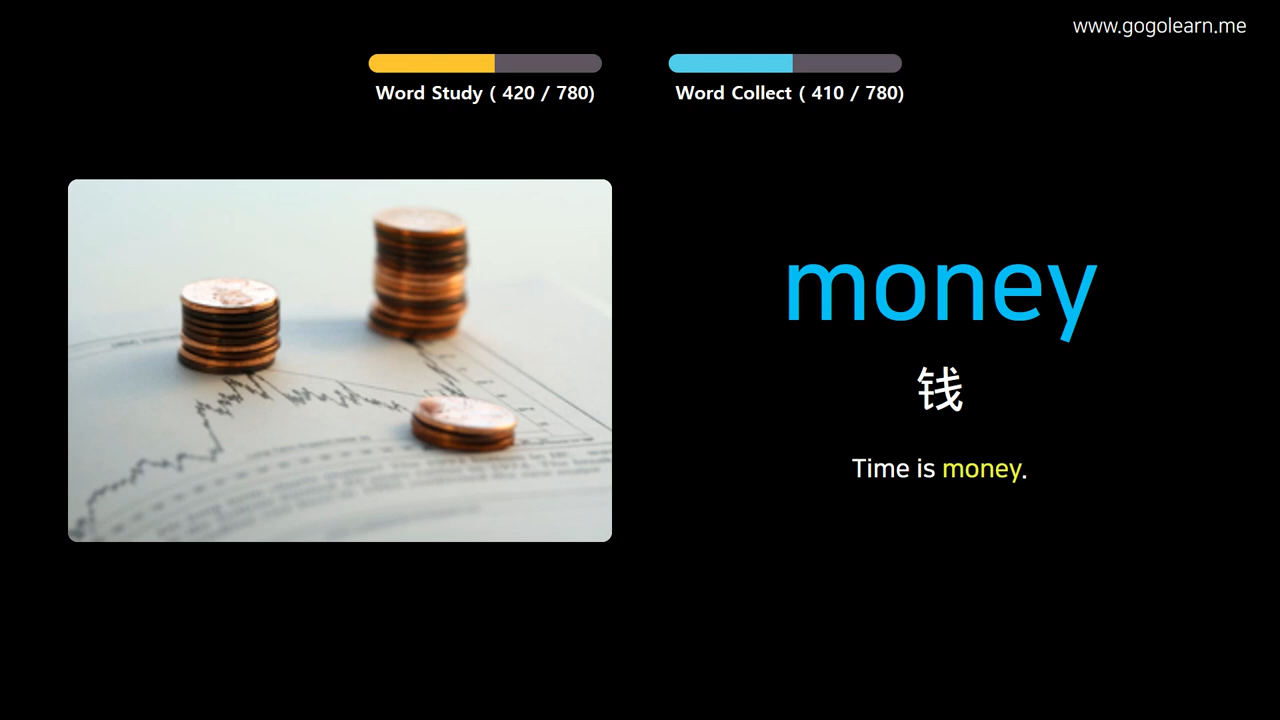 www.gogolearn.me
Word Study ( 420 / 780)
Word Collect ( 410 / 780)
money
钱
Time is money.